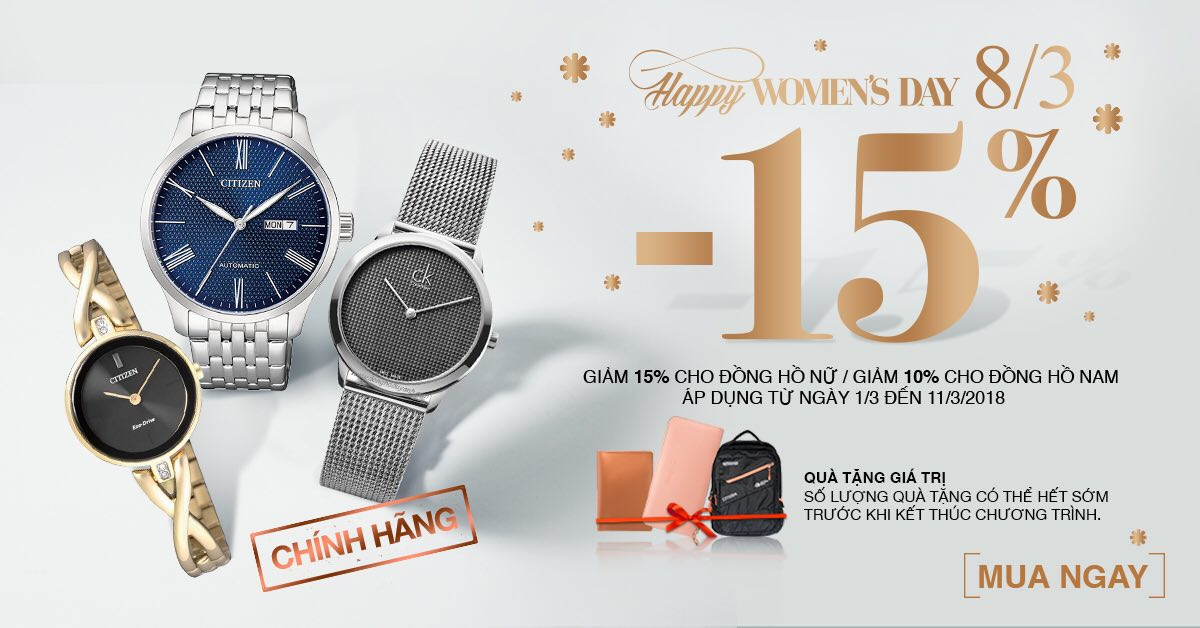 Happy WOMEN'S DAY 8/3
-15%
GIẢM 15% CHO ĐỒNG HỒ NỮ / GIẢM 10% CHO ĐỒNG HỒ NAM
ÁP DỤNG TỪ NGÀY 1/3 ĐẾN 11/3/2018
QUÀ TẶNG GIÁ TRỊ
SỐ LƯỢNG QUÀ TẶNG CÓ THỂ HẾT SỚM
TRƯỚC KHI KẾT THÚC CHƯƠNG TRÌNH.
MUA NGAY
CHÍNH HÃNG
CITIZEN
MON 7
AUTOMATIC
CK
CITIZEN
Eco-Drive